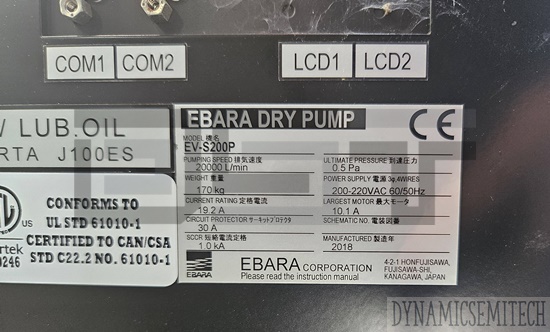 COM1 COM2 LCD1 LCD2
LUB.OIL
J100ES
EBARA DRY PUMP CE
MODEL 機名
EV-S200P
PUMPING SPEED 排気速度
20000 L/min
ULTIMATE PRESSURE 到達圧力
0.5 Pa
WEIGHT 重量
170 kg
POWER SUPPLY 電源 3φ.4WIRES
200-220VAC 60/50Hz
CURRENT RATING 定格電流
19.2 A
LARGEST MOTOR 最大モータ
10.1 A
CIRCUIT PROTECTOR サーキットプロテクタ
30 A
SCHEMATIC NO. 電装図番
SCCR 短絡電流定格
1.0 kA
MANUFACTURED 製造年
2018
EBARA
EBARA CORPORATION
Please read the instruction manual
4-2-1 HONFUJISAWA,
FUJISAWA-SHI,
KANAGAWA, JAPAN
US
CONFORMS TO
UL STD 61010-1
CERTIFIED TO CAN/CSA
STD C22.2 NO. 61010-1
DYNAMICSEMITECH